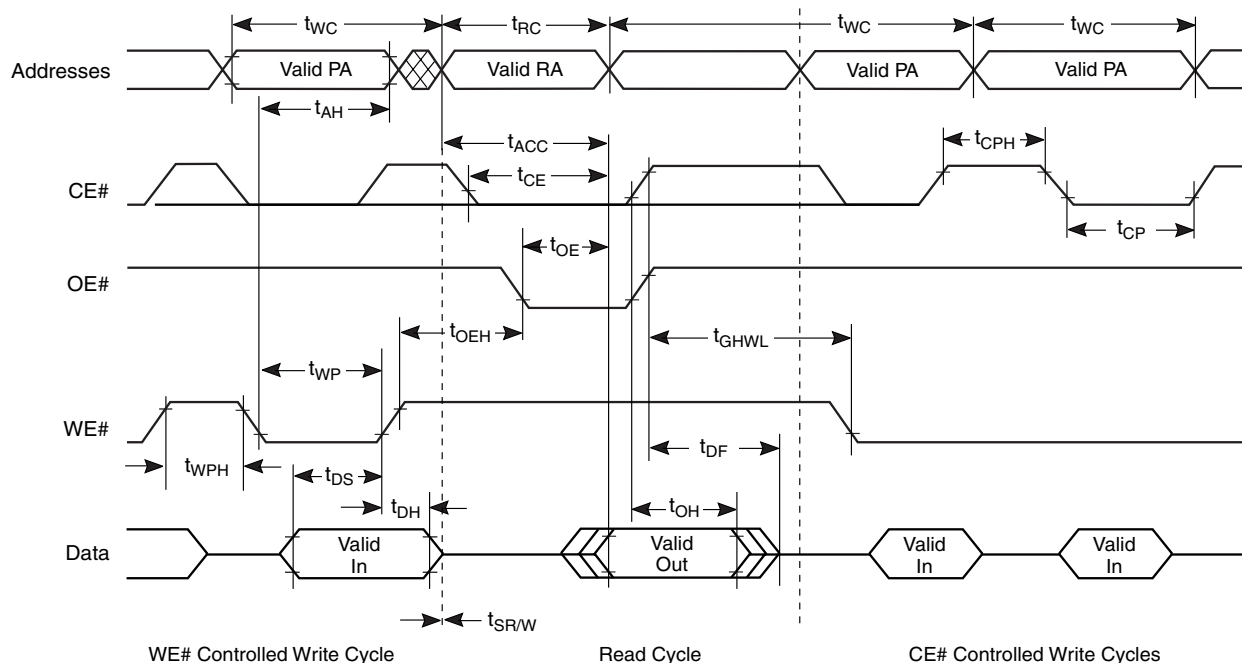 tWC tRC tWC tWC
Addresses Valid PA Valid RA Valid PA Valid PA
tAH
tACC tCPH
tCE
CE#
tCP
tOE
OE#
tOEH tGHWL
tWP
WE#
tDF
tWPH tDS
tDH tOH
Data Valid In Valid Out Valid In Valid In
tSR/W
WE# Controlled Write Cycle Read Cycle CE# Controlled Write Cycles